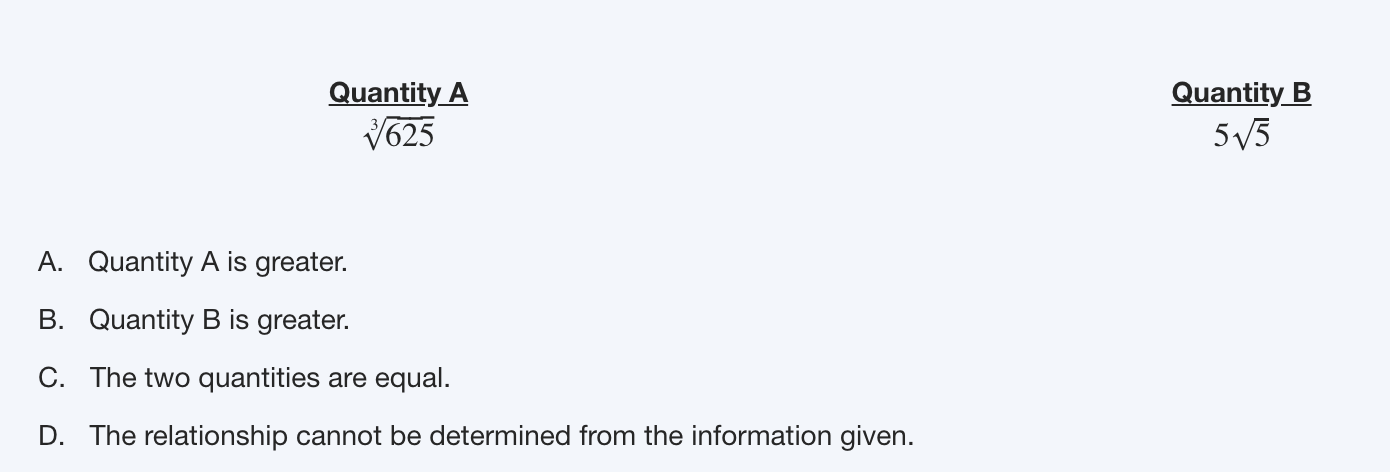 Quantity A Quantity B
∛625 5√5
A. Quantity A is greater.
B. Quantity B is greater.
C. The two quantities are equal.
D. The relationship cannot be determined from the information given.